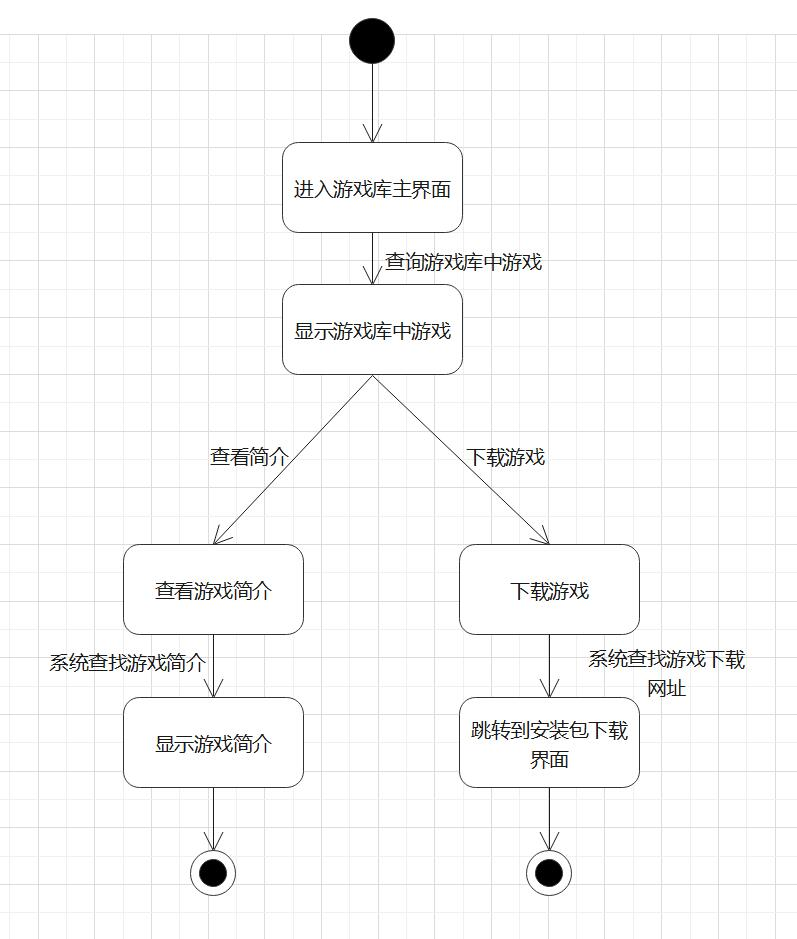 进入游戏库主界面
查询游戏库中游戏
显示游戏库中游戏
查看简介
下载游戏
查看游戏简介
下载游戏
系统查找游戏简介
系统查找游戏下载
网址
显示游戏简介
跳转到安装包下载
界面